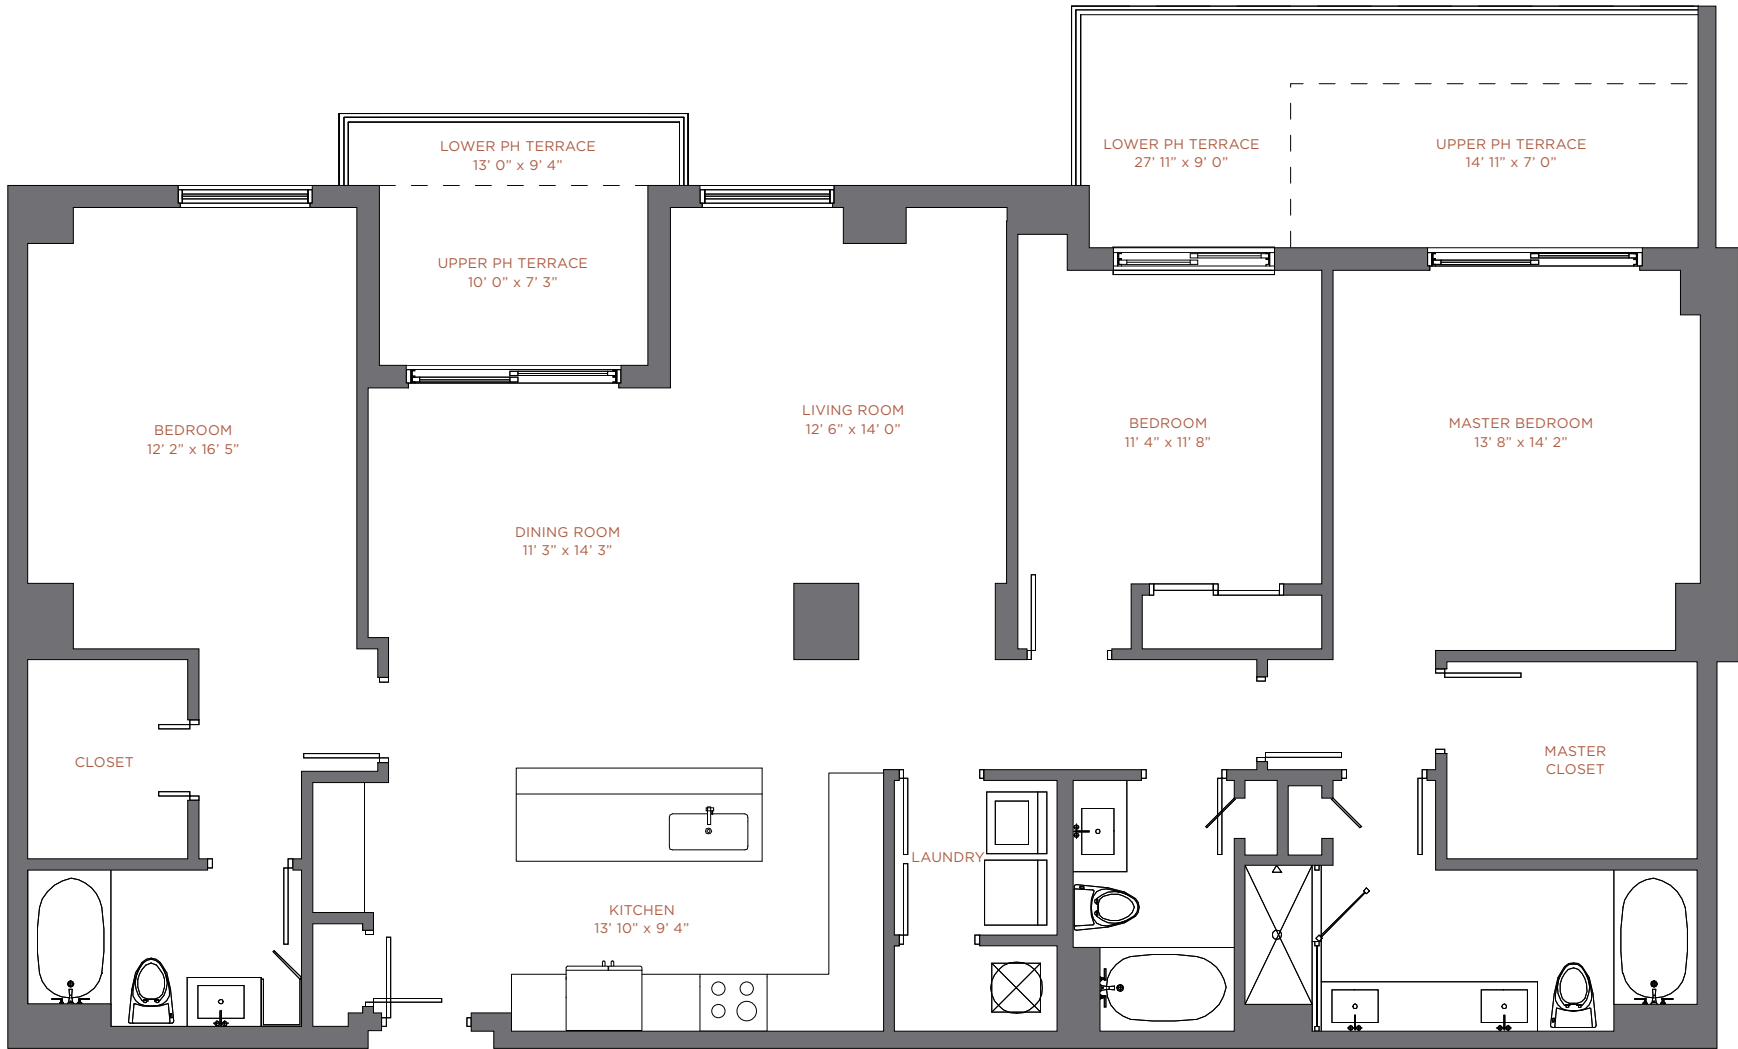 LOWER PH TERRACE
13’ 0” x 9’ 4”
LOWER PH TERRACE
27’ 11” x 9’ 0”
UPPER PH TERRACE
14’ 11” x 7’ 0”
UPPER PH TERRACE
10’ 0” x 7’ 3”
BEDROOM
12’ 2” x 16’ 5”
LIVING ROOM
12’ 6” x 14’ 0”
BEDROOM
11’ 4” x 11’ 8”
MASTER BEDROOM
13’ 8” x 14’ 2”
DINING ROOM
11’ 3” x 14’ 3”
CLOSET
MASTER
CLOSET
LAUNDRY
KITCHEN
13’ 10” x 9’ 4”